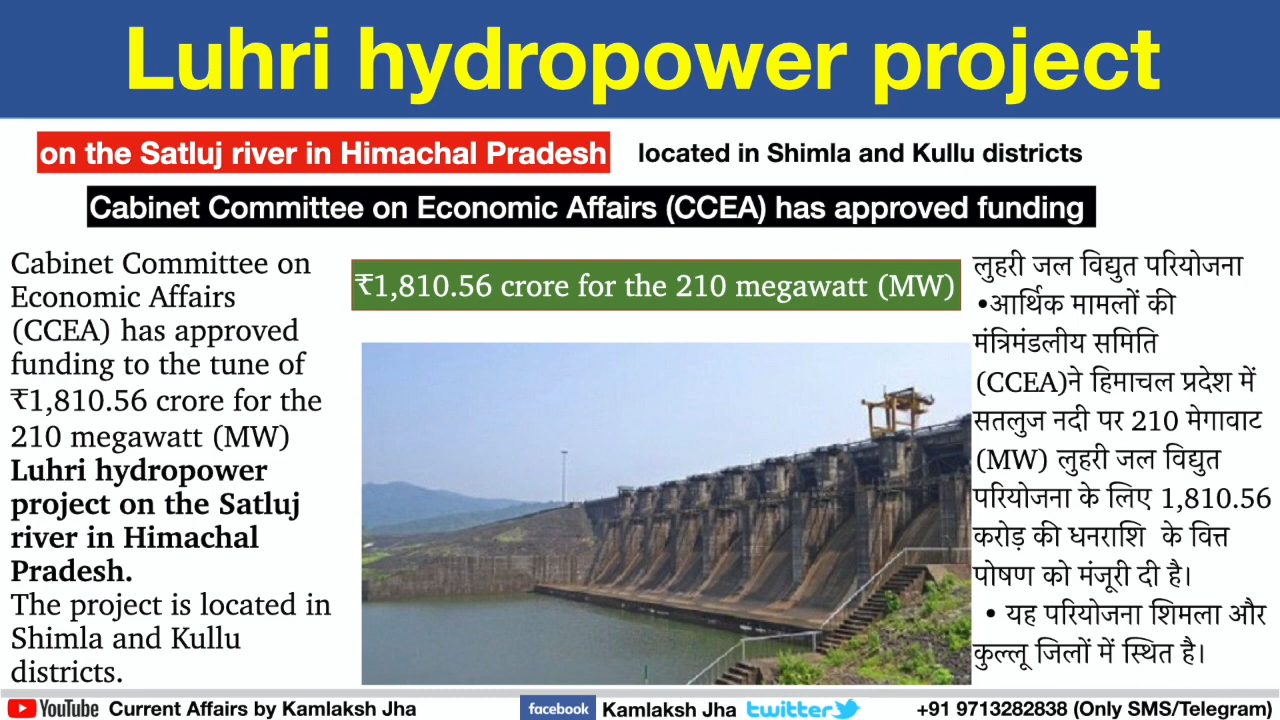 Luhri hydropower project
on the Satluj river in Himachal Pradesh
located in Shimla and Kullu districts
Cabinet Committee on Economic Affairs (CCEA) has approved funding
Cabinet Committee on
Economic Affairs
(CCEA) has approved
funding to the tune of
₹1,810.56 crore for the
210 megawatt (MW)
Luhri hydropower
project on the Satluj
river in Himachal
Pradesh.
The project is located in
Shimla and Kullu
districts.
₹1,810.56 crore for the 210 megawatt (MW)
लुहरी जल विद्युत परियोजना
•आर्थिक मामलों की
मंत्रिमंडलीय समिति
(CCEA)ने हिमाचल प्रदेश में
सतलुज नदी पर 210 मेगावाट
(MW) लुहरी जल विद्युत
परियोजना के लिए 1,810.56
करोड़ की धनराशि के वित्त
पोषण को मंजूरी दी है।
• यह परियोजना शिमला और
कुल्लू जिलों में स्थित है।
YouTube Current Affairs by Kamlaksh Jha
facebook Kamlaksh Jha twitter
+91 9713282838 (Only SMS/Telegram)